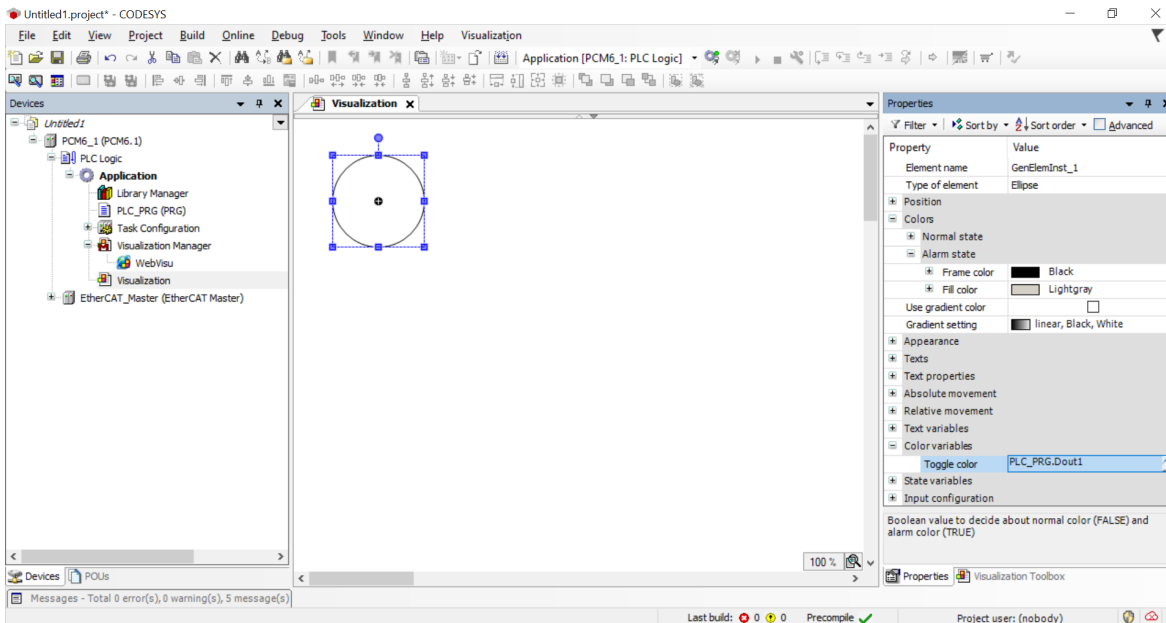 Untitled1.project* - CODESYS
File Edit View Project Build Online Debug Tools Window Help Visualization
Application [PCM6_1: PLC Logic]
Devices
Untitled1
PCM6_1 (PCM6.1)
PLC Logic
Application
Library Manager
PLC_PRG (PRG)
Task Configuration
Visualization Manager
WebVisu
Visualization
EtherCAT_Master (EtherCAT Master)
Devices POUs
Visualization
100 %
Properties
Filter Sort by Sort order Advanced
Property Value
Element name GenElemInst_1
Type of element Ellipse
Position
Colors
Normal state
Alarm state
Frame color Black
Fill color Lightgray
Use gradient color
Gradient setting linear, Black, White
Appearance
Texts
Text properties
Absolute movement
Relative movement
Text variables
Color variables
Toggle color PLC_PRG.Dout1
State variables
Input configuration
Boolean value to decide about normal color (FALSE) and
alarm color (TRUE)
Properties Visualization Toolbox
Messages - Total 0 error(s), 0 warning(s), 5 message(s)
Last build: 0 0 Precompile Project user: (nobody)